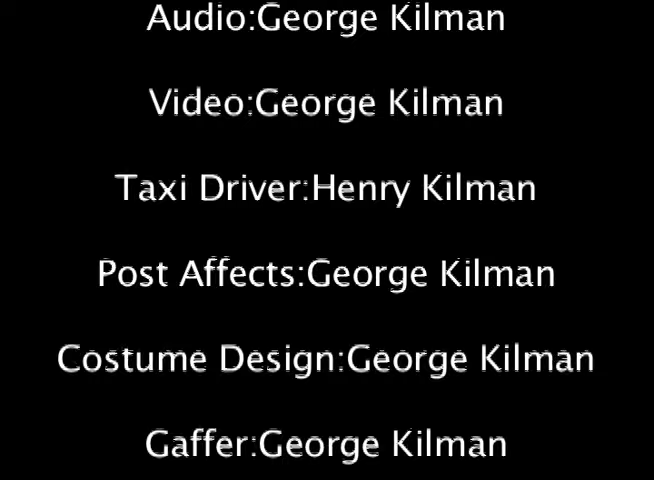 Audio:George Kilman
Video:George Kilman
Taxi Driver:Henry Kilman
Post Affects:George Kilman
Costume Design:George Kilman
Gaffer:George Kilman